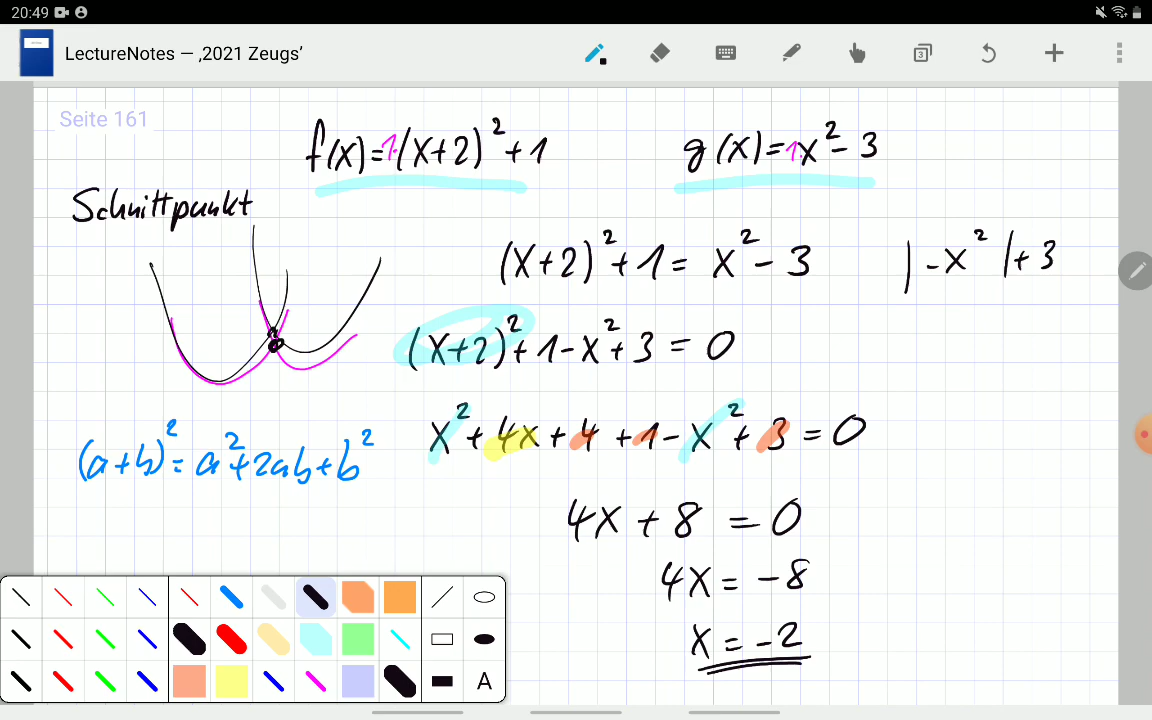 20:49
LectureNotes — ‚2021 Zeugs’
3
Seite 161
f(x)=1·(x+2)²+1 g(x)=1·x²-3
Schnittpunkt
(x+2)²+1= x²-3 |-x² |+3
(x+2)²+1-x²+3=0
x²+4x+4+1-x²+3=0
(a+b)²=a²+2ab+b²
4x+8=0
4x=-8
x=-2
A